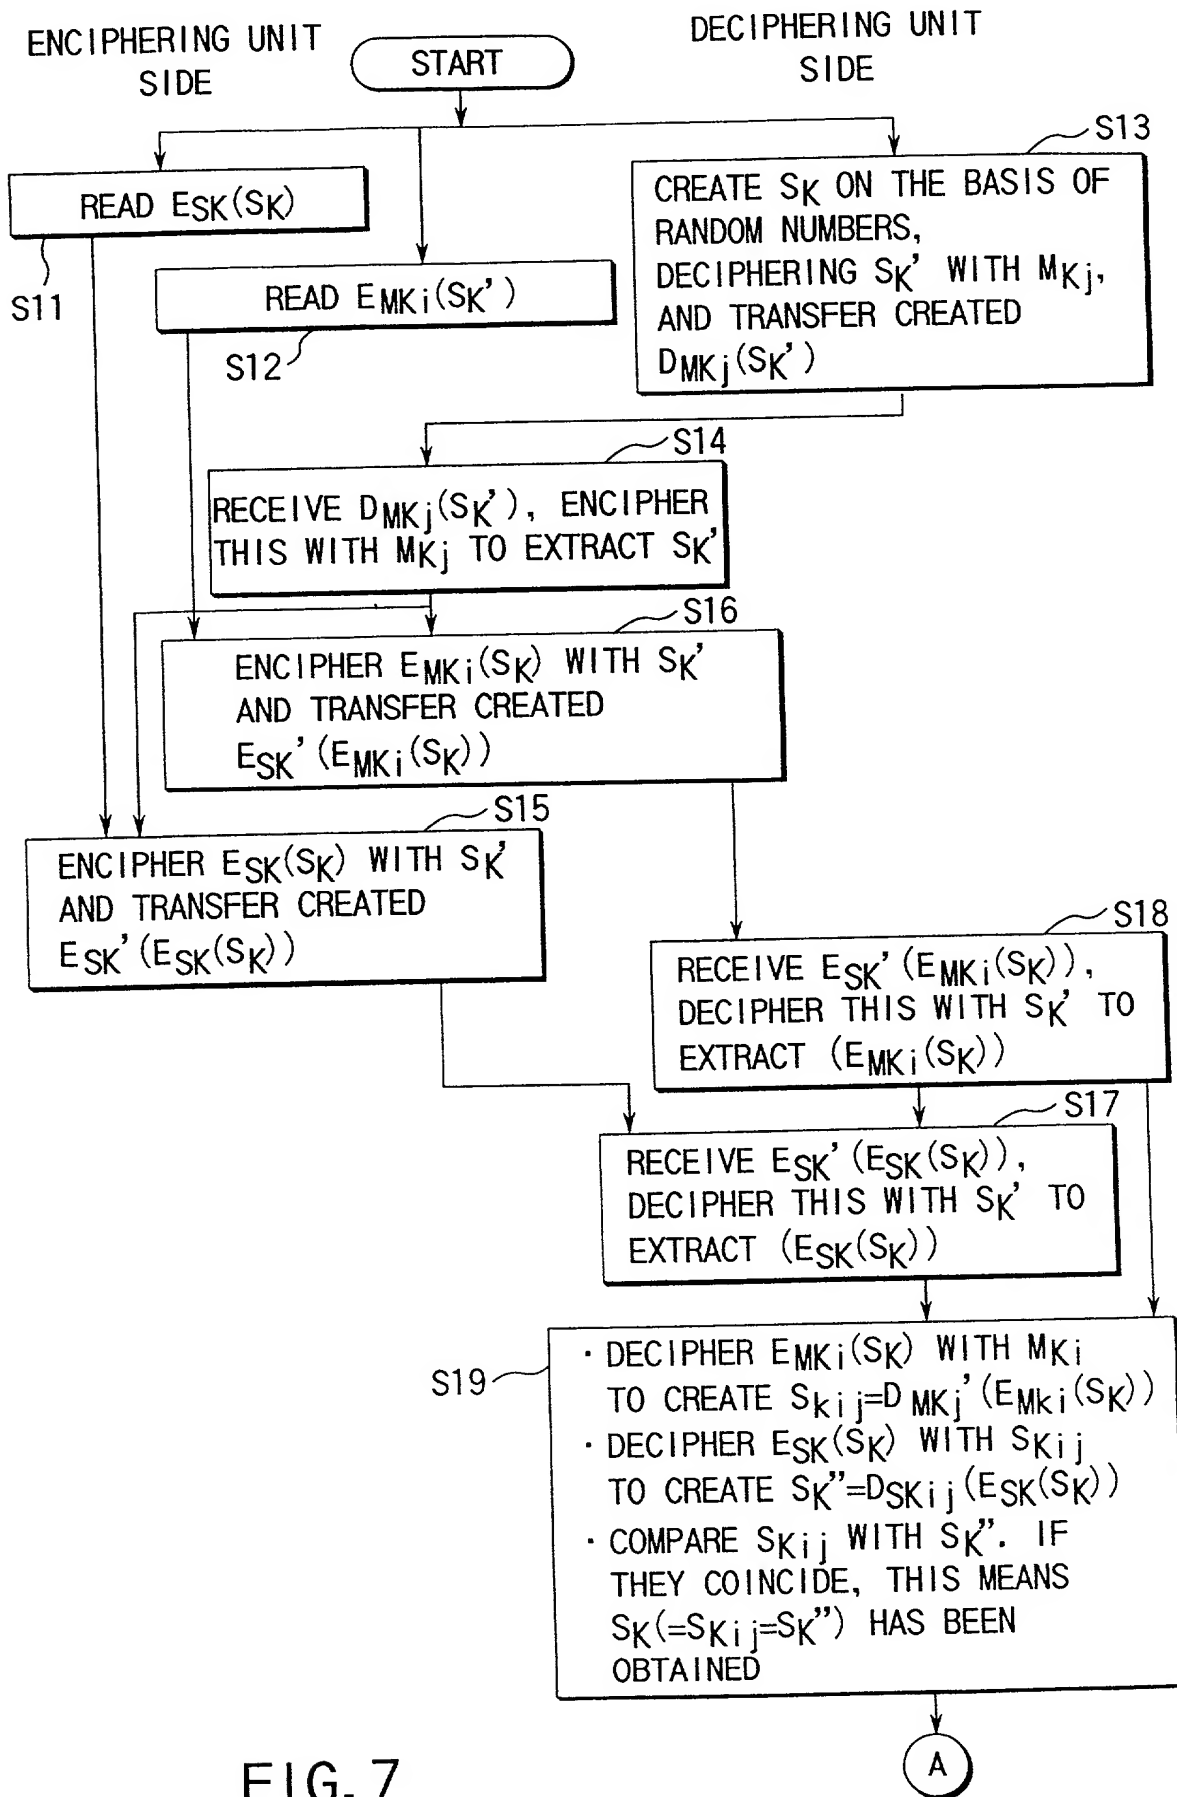 ENCIPHERING UNIT
SIDE
START
DECIPHERING UNIT
SIDE
S13
READ ESK(SK)
S11
READ EMKi(SK')
S12
CREATE SK ON THE BASIS OF
RANDOM NUMBERS,
DECIPHERING SK' WITH MKj,
AND TRANSFER CREATED
DMKj(SK')
S14
RECEIVE DMKj(SK'), ENCIPHER
THIS WITH MKj TO EXTRACT SK'
S16
ENCIPHER EMKi(SK) WITH SK'
AND TRANSFER CREATED
ESK'(EMKi(SK))
S15
ENCIPHER ESK(SK) WITH SK'
AND TRANSFER CREATED
ESK'(ESK(SK))
S18
RECEIVE ESK'(EMKi(SK)),
DECIPHER THIS WITH SK' TO
EXTRACT (EMKi(SK))
S17
RECEIVE ESK'(ESK(SK)),
DECIPHER THIS WITH SK' TO
EXTRACT (ESK(SK))
S19
· DECIPHER EMKi(SK) WITH MKi
TO CREATE Skij=DMKj'(EMki(SK))
· DECIPHER ESK(SK) WITH SKij
TO CREATE SK"=DSKij(ESK(SK))
· COMPARE SKij WITH SK". IF
THEY COINCIDE, THIS MEANS
SK(=SKij=SK") HAS BEEN
OBTAINED
A
FIG. 7